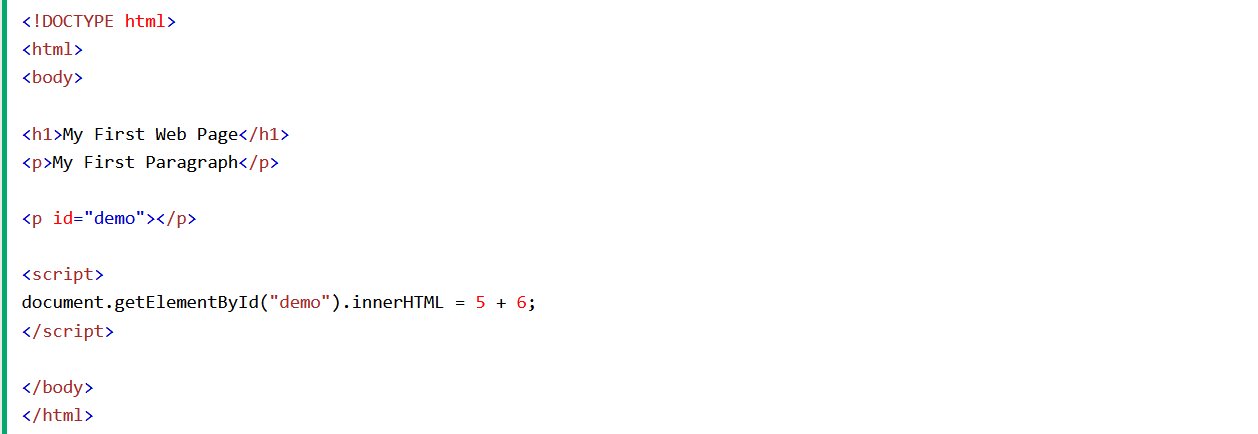 <!DOCTYPE html>
<html>
<body>
<h1>My First Web Page</h1>
<p>My First Paragraph</p>
<p id="demo"></p>
<script>
document.getElementById("demo").innerHTML = 5 + 6;
</script>
</body>
</html>